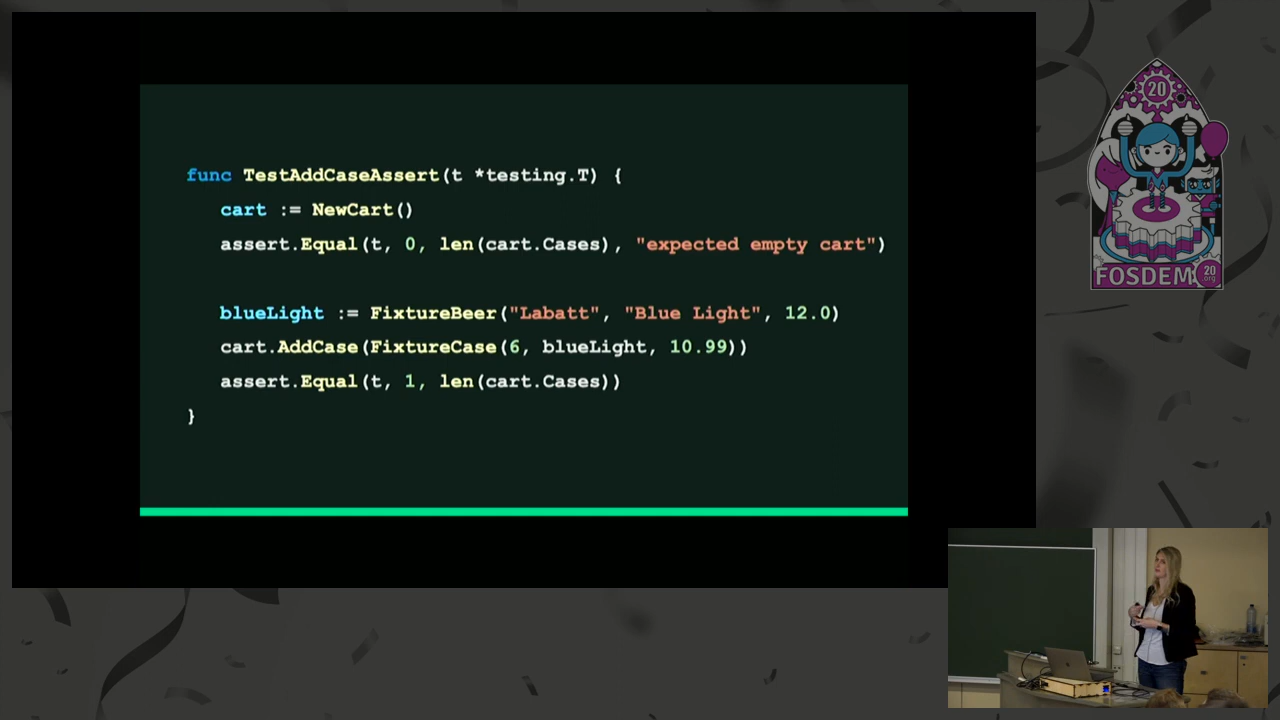 func TestAddCaseAssert(t *testing.T) {
cart := NewCart()
assert.Equal(t, 0, len(cart.Cases), "expected empty cart")
blueLight := FixtureBeer("Labatt", "Blue Light", 12.0)
cart.AddCase(FixtureCase(6, blueLight, 10.99))
assert.Equal(t, 1, len(cart.Cases))
}
20
FOSDEM
20
.org